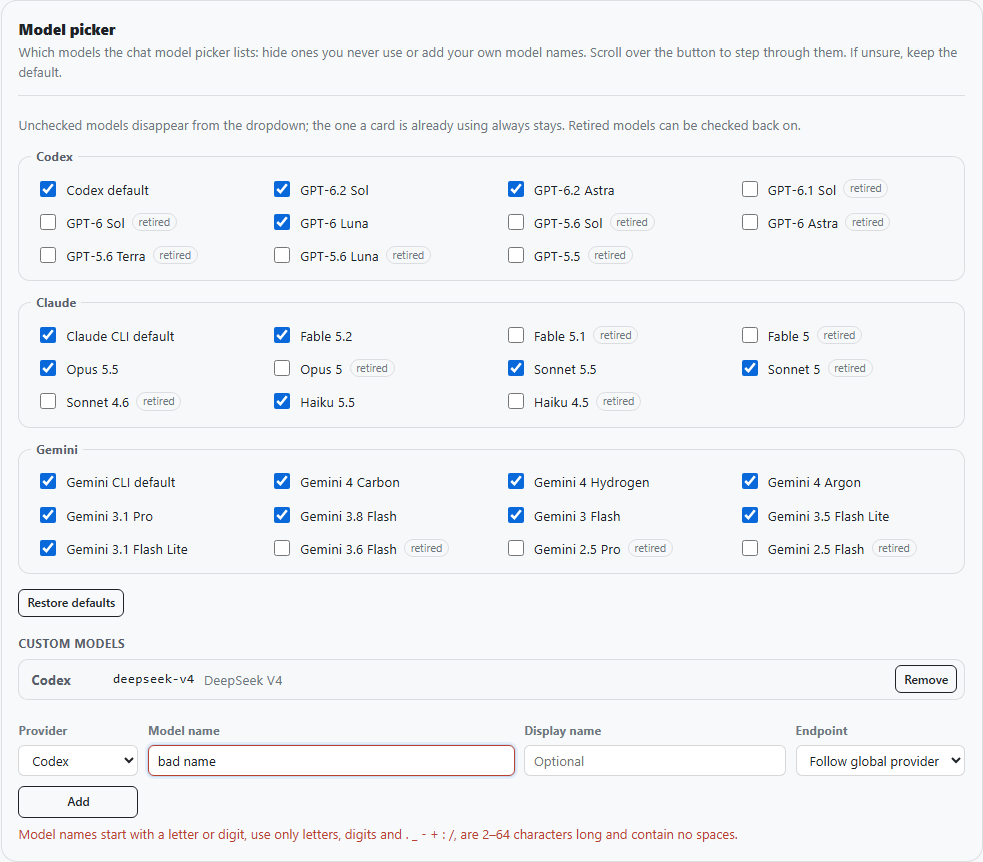 Model picker
Which models the chat model picker lists: hide ones you never use or add your own model names. Scroll over the button to step through them. If unsure, keep the
default.
Unchecked models disappear from the dropdown; the one a card is already using always stays. Retired models can be checked back on.
Codex
Codex default GPT-6.2 Sol GPT-6.2 Astra GPT-6.1 Sol retired
GPT-6 Sol retired GPT-6 Luna GPT-5.6 Sol retired GPT-6 Astra retired
GPT-5.6 Terra retired GPT-5.6 Luna retired GPT-5.5 retired
Claude
Claude CLI default Fable 5.2 Fable 5.1 retired Fable 5 retired
Opus 5.5 Opus 5 retired Sonnet 5.5 Sonnet 5 retired
Sonnet 4.6 retired Haiku 5.5 Haiku 4.5 retired
Gemini
Gemini CLI default Gemini 4 Carbon Gemini 4 Hydrogen Gemini 4 Argon
Gemini 3.1 Pro Gemini 3.8 Flash Gemini 3 Flash Gemini 3.5 Flash Lite
Gemini 3.1 Flash Lite Gemini 3.6 Flash retired Gemini 2.5 Pro retired Gemini 2.5 Flash retired
Restore defaults
CUSTOM MODELS
Codex deepseek-v4 DeepSeek V4 Remove
Provider Model name Display name Endpoint
Codex bad name Optional Follow global provider
Add
Model names start with a letter or digit, use only letters, digits and . _ - + : /, are 2–64 characters long and contain no spaces.